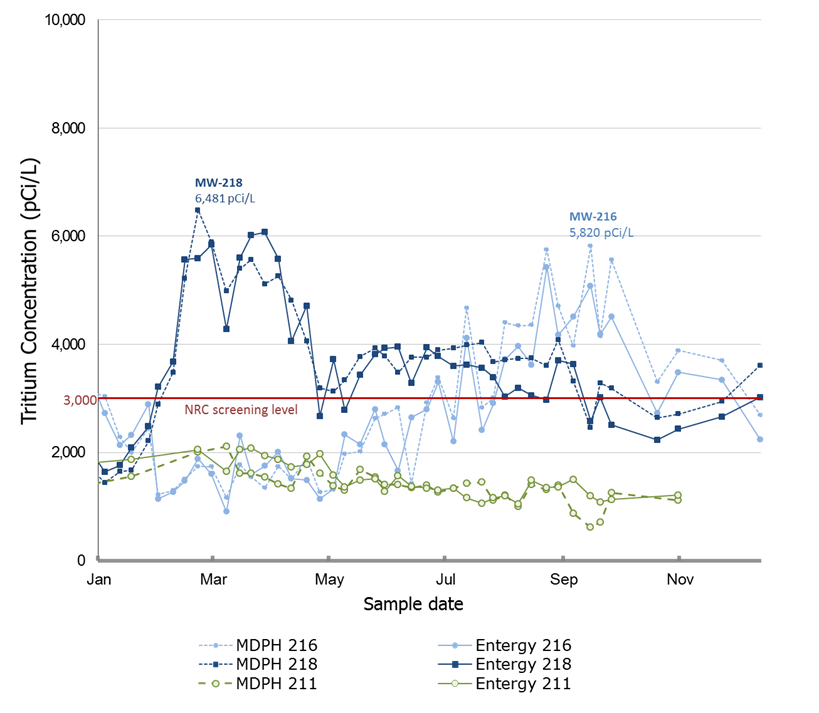 10,000
8,000
6,000
4,000
3,000
2,000
0
Tritium Concentration (pCi/L)
MW-218
6,481 pCi/L
MW-216
5,820 pCi/L
NRC screening level
Jan Mar May Jul Sep Nov
Sample date
MDPH 216 Entergy 216
MDPH 218 Entergy 218
MDPH 211 Entergy 211